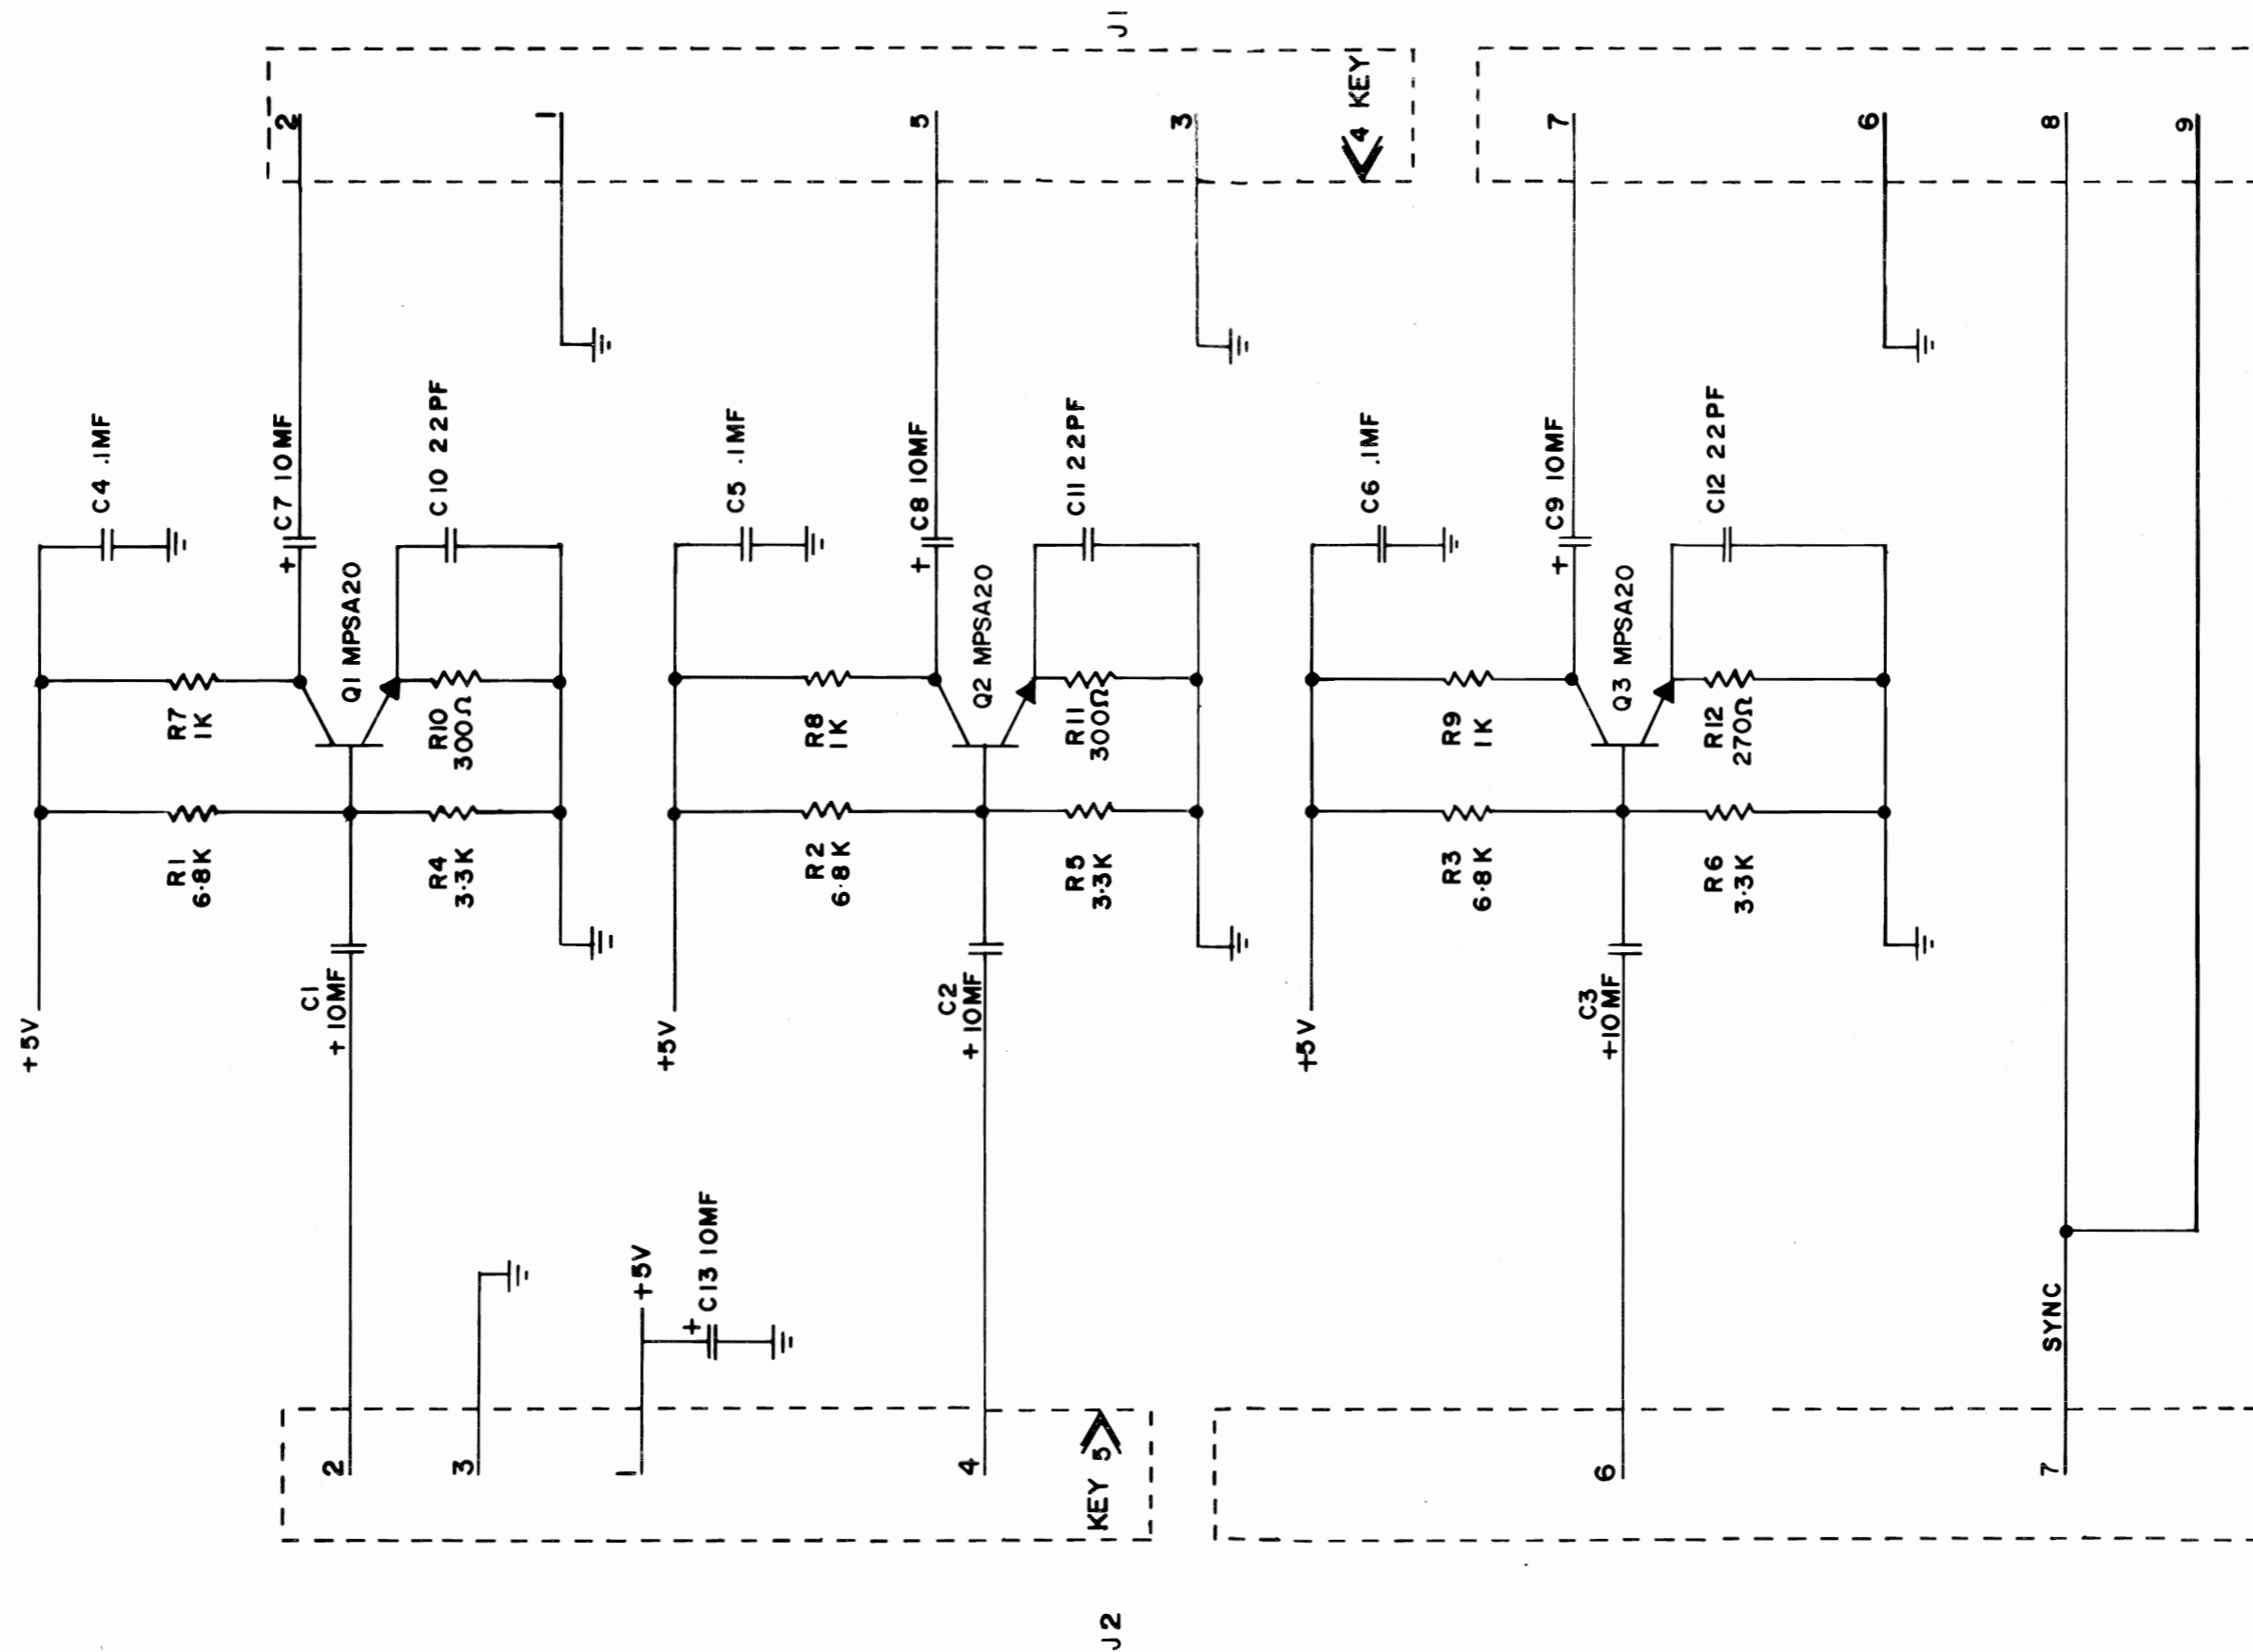 J1
4 KEY
2
1
5
3
7
6
8
9
C4 .1MF
C7 10MF
+
Q1 MPSA20
C10 22PF
R7
1K
R10
300Ω
R1
6.8K
R4
3.3K
+5V
C1
+ 10MF
C5 .1MF
C8 10MF
+
Q2 MPSA20
C11 22PF
R8
1K
R11
300Ω
R2
6.8K
R5
3.3K
+5V
C2
+ 10MF
C6 .1MF
C9 10MF
+
Q3 MPSA20
C12 22PF
R9
1K
R12
270Ω
R3
6.8K
R6
3.3K
+5V
C3
+10MF
+5V
+
C13 10MF
SYNC
2
3
1
4
KEY 5
6
7
J2